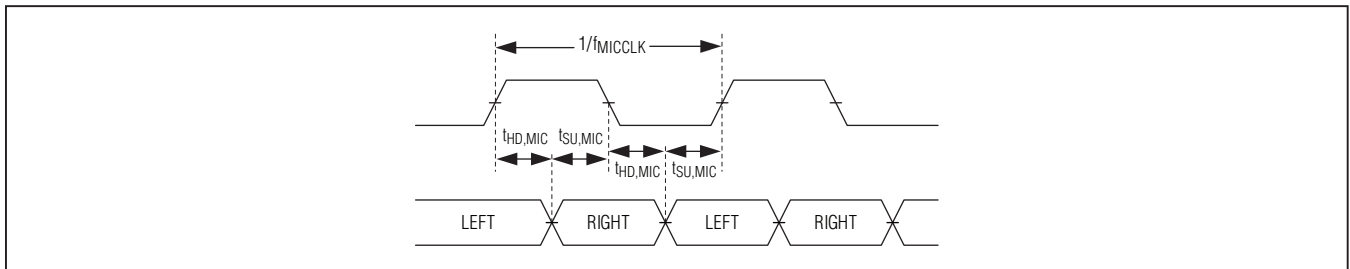 1/fMICCLK
tHD,MIC tSU,MIC
tHD,MIC tSU,MIC
LEFT RIGHT LEFT RIGHT